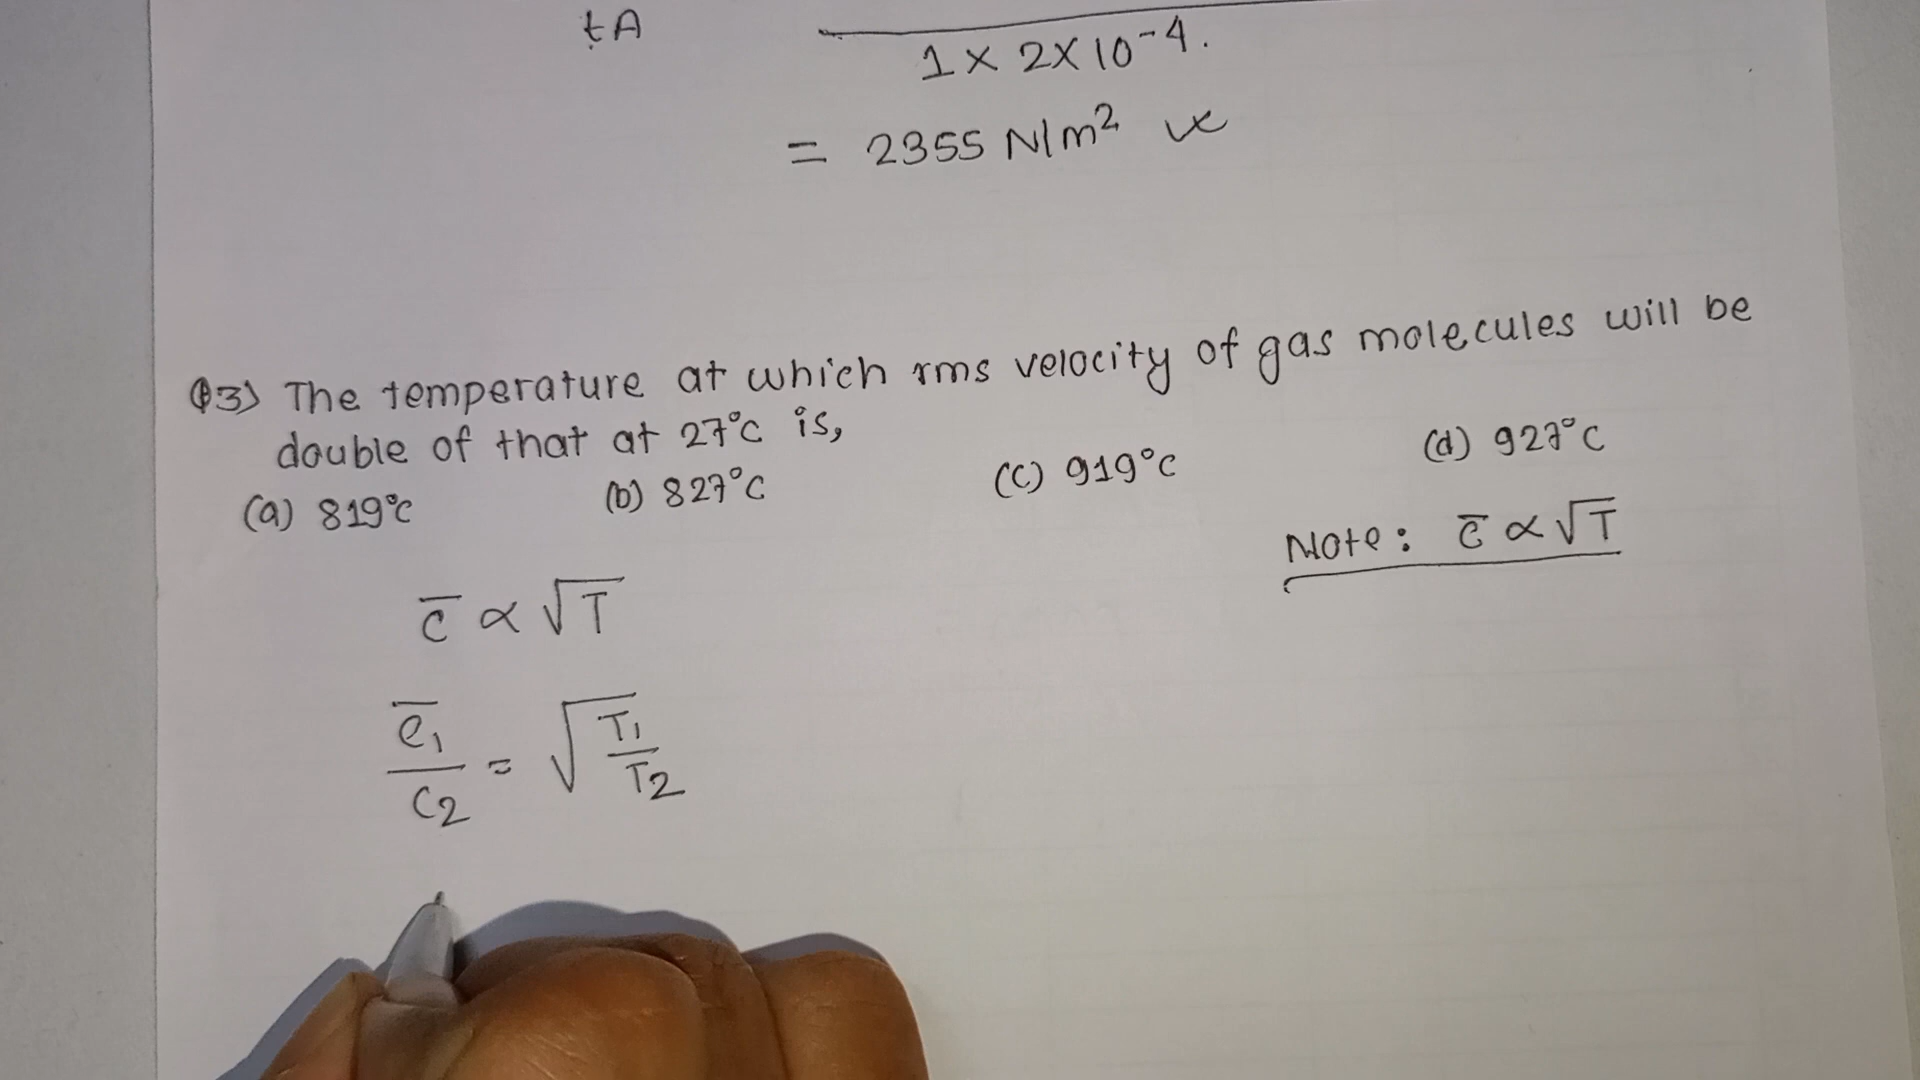 tA
1 × 2×10⁻⁴.
= 2355 N/m²
Q3) The temperature at which rms velocity of gas molecules will be
double of that at 27°C is,
(a) 819°C (b) 827°C (c) 919°C (d) 927°C
Note: c̄ ∝ √T
c̄ ∝ √T
c̄₁/c₂ = √(T₁/T₂)